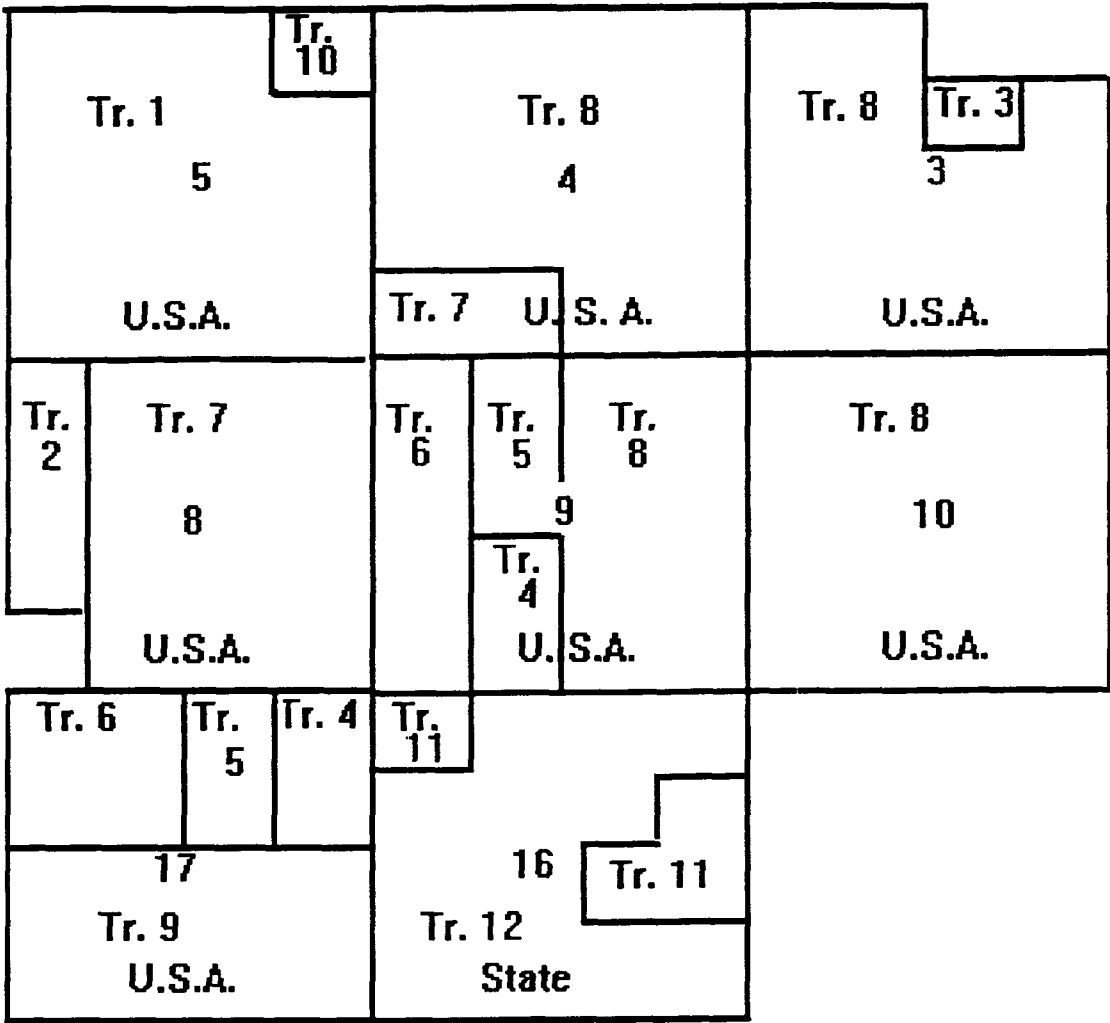 Tr.
10
Tr. 1
Tr. 8
Tr. 8
Tr. 3
5
4
3
Tr. 7
U.S.A.
U. S. A.
U.S.A.
Tr.
2
Tr. 7
Tr.
6
Tr.
5
Tr.
8
Tr. 8
8
9
10
Tr.
4
U.S.A.
U.S.A.
U.S.A.
Tr. 6
Tr.
5
Tr. 4
Tr.
11
17
16
Tr. 11
Tr. 9
Tr. 12
U.S.A.
State